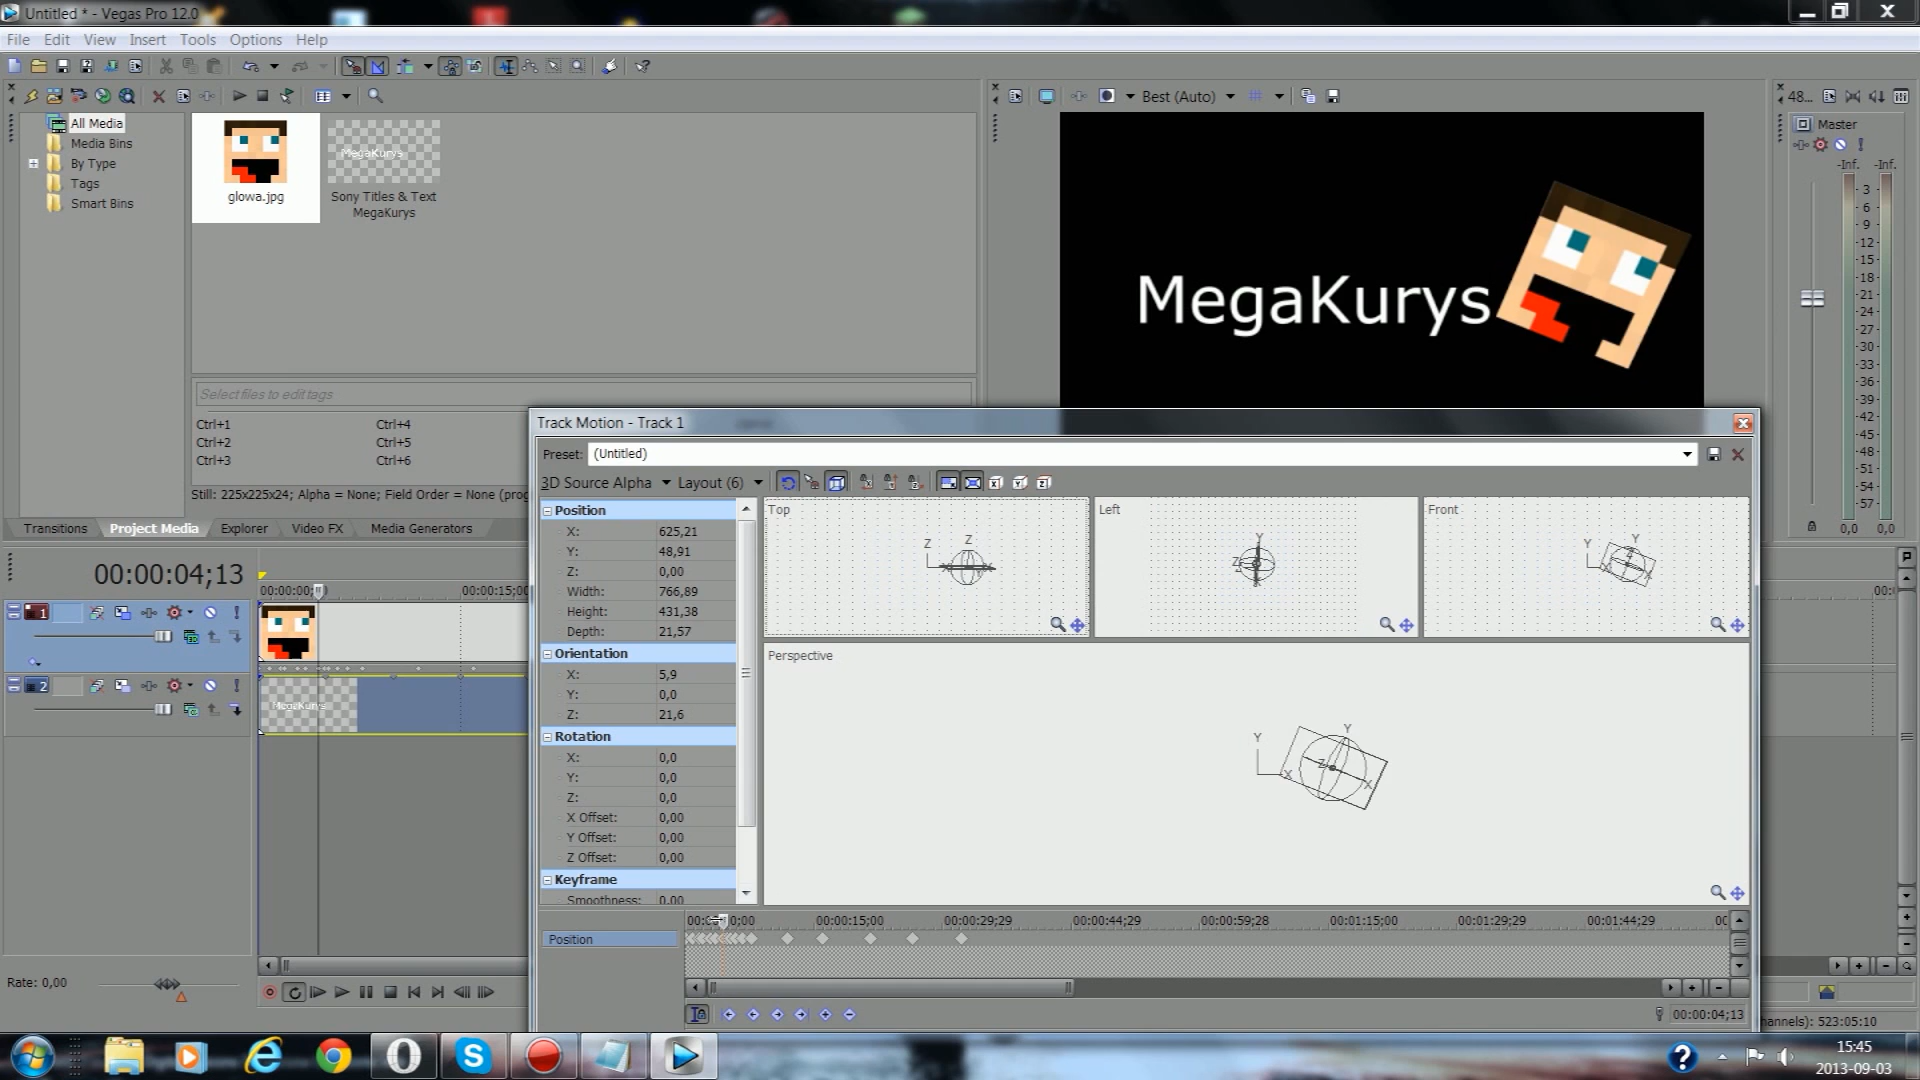 Untitled * - Vegas Pro 12.0
File Edit View Insert Tools Options Help
Best (Auto)
48...
All Media
Media Bins
By Type
Tags
Smart Bins
MegaKurys
glowa.jpg
Sony Titles & Text
MegaKurys
MegaKurys
Master
-Inf. -Inf.
3
6
9
12
15
18
21
24
27
30
33
36
39
42
45
48
51
54
57
0,0 0,0
Select files to edit tags
Ctrl+1 Ctrl+4
Ctrl+2 Ctrl+5
Ctrl+3 Ctrl+6
Still: 225x225x24; Alpha = None; Field Order = None (prog
Transitions Project Media Explorer Video FX Media Generators
00:00:04;13
00:00:00; 00:00:15;00
1
2
MegaKurys
Rate: 0,00
Track Motion - Track 1
Preset: (Untitled)
3D Source Alpha Layout (6)
Position
X: 625,21
Y: 48,91
Z: 0,00
Width: 766,89
Height: 431,38
Depth: 21,57
Orientation
X: 5,9
Y: 0,0
Z: 21,6
Rotation
X: 0,0
Y: 0,0
Z: 0,0
X Offset: 0,00
Y Offset: 0,00
Z Offset: 0,00
Keyframe
Smoothness: 0,00
Top
Left
Front
Perspective
00:00:15;00 00:00:29;29 00:00:44;29 00:00:59;28 00:01:15;00 00:01:29;29 00:01:44;29
Position
00:00:04;13
annels): 523:05:10
15:45
2013-09-03